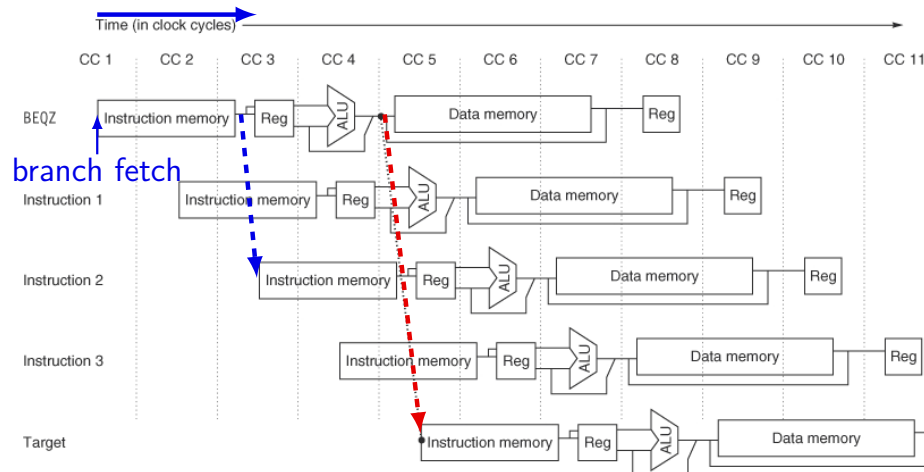 Time (in clock cycles)
CC 1 CC 2 CC 3 CC 4 CC 5 CC 6 CC 7 CC 8 CC 9 CC 10 CC 11
BEQZ Instruction memory Reg ALU Data memory Reg
branch fetch
Instruction 1 Instruction memory Reg ALU Data memory Reg
Instruction 2 Instruction memory Reg ALU Data memory Reg
Instruction 3 Instruction memory Reg ALU Data memory Reg
Target Instruction memory Reg ALU Data memory